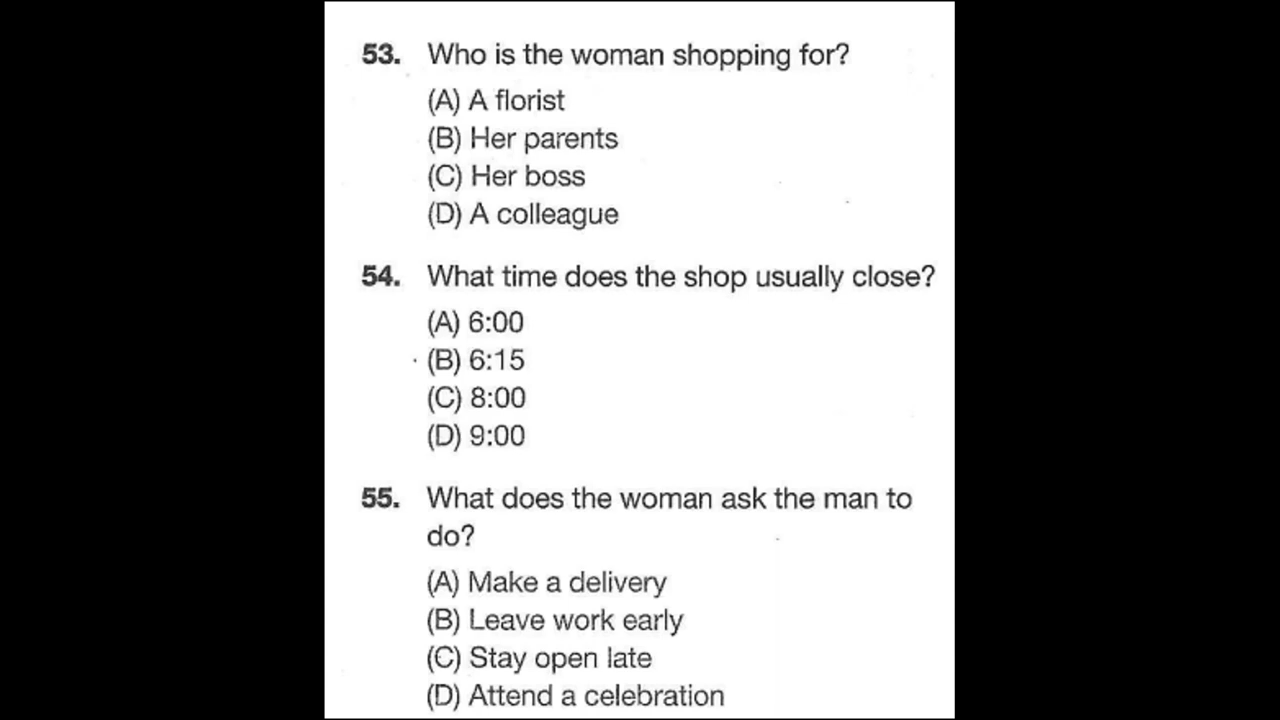 53. Who is the woman shopping for?
(A) A florist
(B) Her parents
(C) Her boss
(D) A colleague
54. What time does the shop usually close?
(A) 6:00
(B) 6:15
(C) 8:00
(D) 9:00
55. What does the woman ask the man to
do?
(A) Make a delivery
(B) Leave work early
(C) Stay open late
(D) Attend a celebration